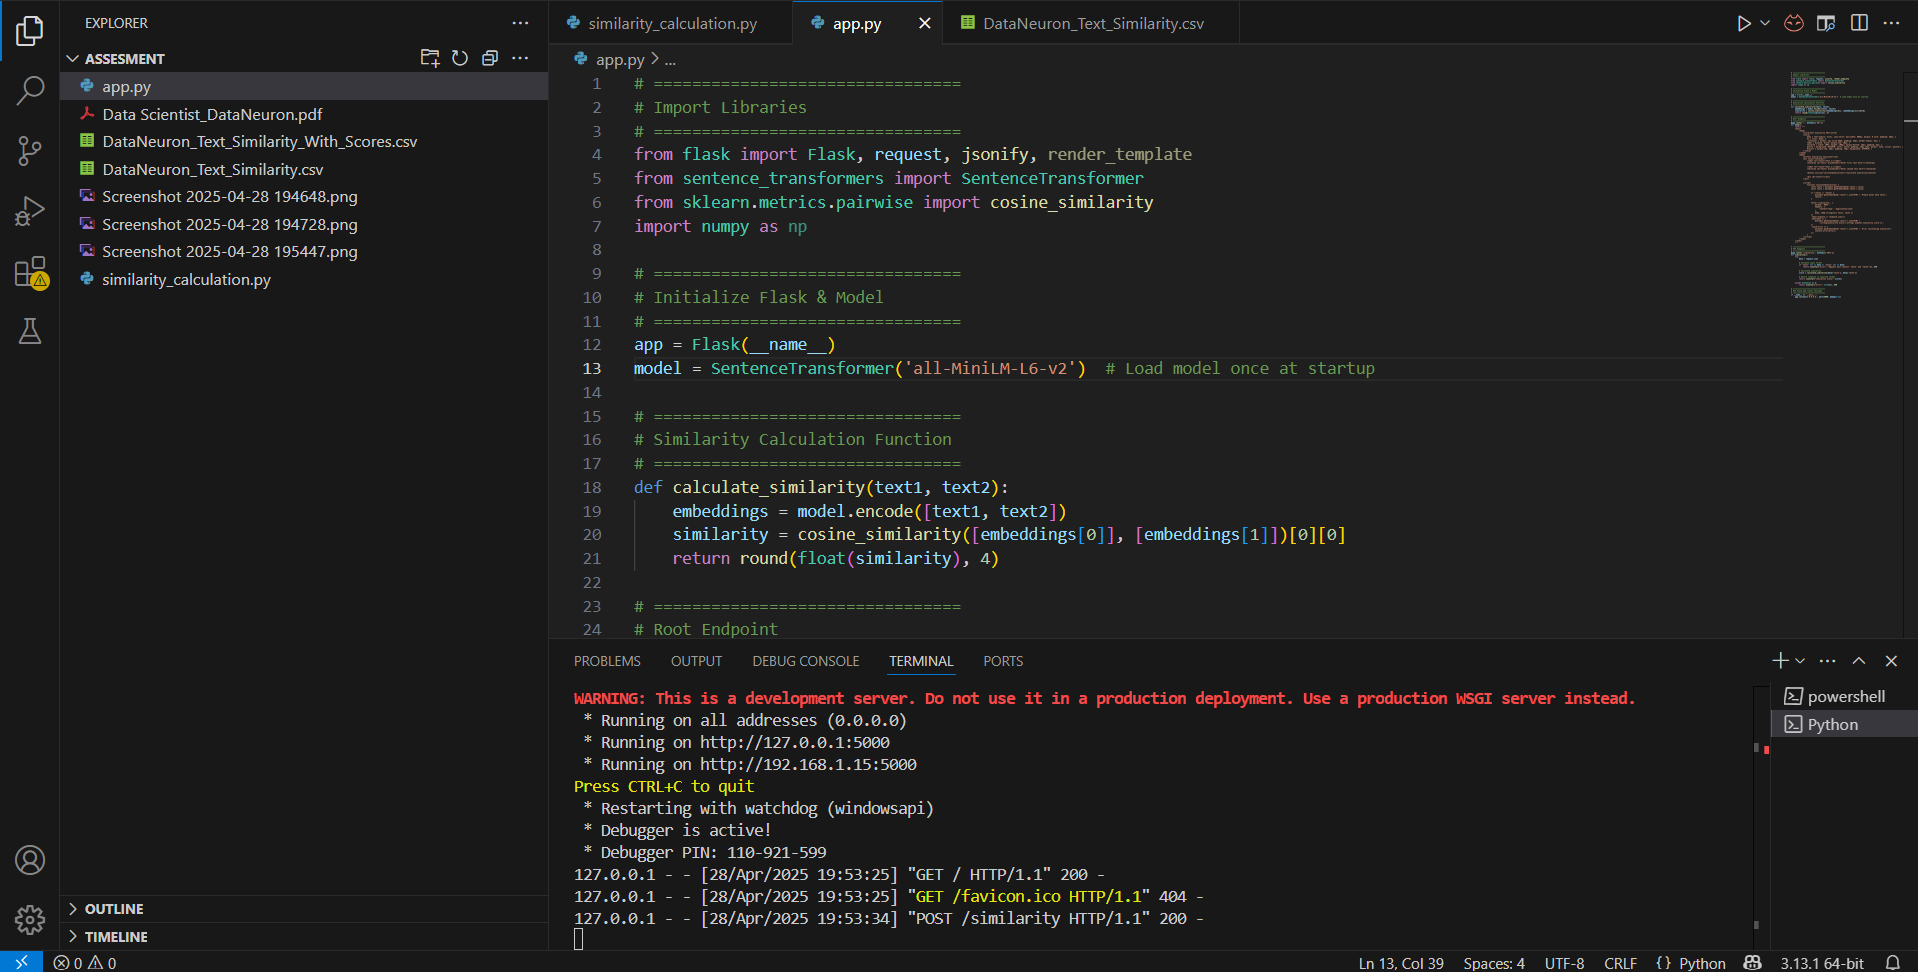 EXPLORER
ASSESMENT
app.py
Data Scientist_DataNeuron.pdf
DataNeuron_Text_Similarity_With_Scores.csv
DataNeuron_Text_Similarity.csv
Screenshot 2025-04-28 194648.png
Screenshot 2025-04-28 194728.png
Screenshot 2025-04-28 195447.png
similarity_calculation.py
OUTLINE
TIMELINE
similarity_calculation.py app.py DataNeuron_Text_Similarity.csv
app.py > ...
1 # ================================
2 # Import Libraries
3 # ================================
4 from flask import Flask, request, jsonify, render_template
5 from sentence_transformers import SentenceTransformer
6 from sklearn.metrics.pairwise import cosine_similarity
7 import numpy as np
8
9 # ================================
10 # Initialize Flask & Model
11 # ================================
12 app = Flask(__name__)
13 model = SentenceTransformer('all-MiniLM-L6-v2')  # Load model once at startup
14
15 # ================================
16 # Similarity Calculation Function
17 # ================================
18 def calculate_similarity(text1, text2):
19     embeddings = model.encode([text1, text2])
20     similarity = cosine_similarity([embeddings[0]], [embeddings[1]])[0][0]
21     return round(float(similarity), 4)
22
23 # ================================
24 # Root Endpoint
PROBLEMS OUTPUT DEBUG CONSOLE TERMINAL PORTS
WARNING: This is a development server. Do not use it in a production deployment. Use a production WSGI server instead.
 * Running on all addresses (0.0.0.0)
 * Running on http://127.0.0.1:5000
 * Running on http://192.168.1.15:5000
Press CTRL+C to quit
 * Restarting with watchdog (windowsapi)
 * Debugger is active!
 * Debugger PIN: 110-921-599
127.0.0.1 - - [28/Apr/2025 19:53:25] "GET / HTTP/1.1" 200 -
127.0.0.1 - - [28/Apr/2025 19:53:25] "GET /favicon.ico HTTP/1.1" 404 -
127.0.0.1 - - [28/Apr/2025 19:53:34] "POST /similarity HTTP/1.1" 200 -
powershell
Python
0 0 Ln 13, Col 39 Spaces: 4 UTF-8 CRLF {} Python 3.13.1 64-bit